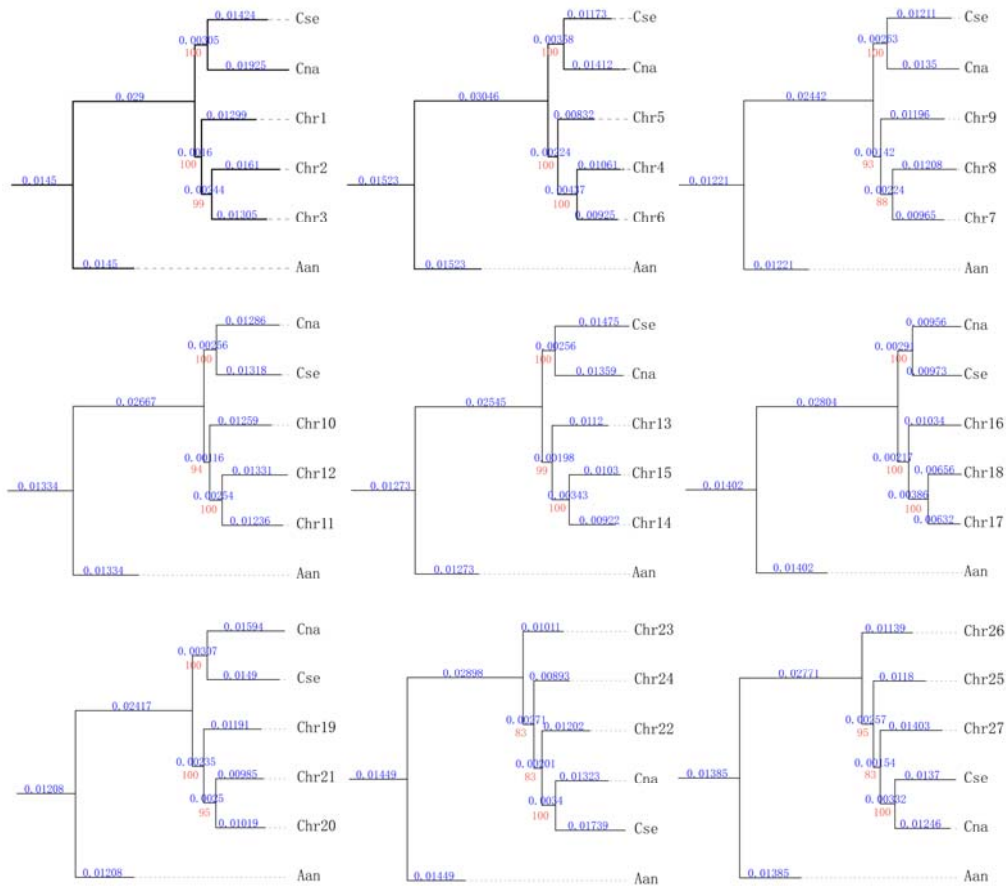 0.01424
Cse
0.00305
100
0.01925
Cna
0.029
0.01299
Chr1
0.0016
100
0.0161
Chr2
0.0145
0.00244
99
0.01305
Chr3
0.0145
Aan
0.01173
Cse
0.00358
100
0.01412
Cna
0.03046
0.00832
Chr5
0.00224
100
0.01061
Chr4
0.01523
0.00437
100
0.00925
Chr6
0.01523
Aan
0.01211
Cse
0.00263
100
0.0135
Cna
0.02442
0.01196
Chr9
0.00142
93
0.01208
Chr8
0.01221
0.00224
88
0.00965
Chr7
0.01221
Aan
0.01286
Cna
0.00256
100
0.01318
Cse
0.02667
0.01259
Chr10
0.00116
94
0.01331
Chr12
0.01334
0.00254
100
0.01236
Chr11
0.01334
Aan
0.01475
Cse
0.00256
100
0.01359
Cna
0.02545
0.0112
Chr13
0.00198
99
0.0103
Chr15
0.01273
0.00343
100
0.00922
Chr14
0.01273
Aan
0.00956
Cna
0.00291
100
0.00973
Cse
0.02804
0.01034
Chr16
0.00217
100
0.00656
Chr18
0.01402
0.00386
100
0.00632
Chr17
0.01402
Aan
0.01594
Cna
0.00307
100
0.0149
Cse
0.02417
0.01191
Chr19
0.00235
100
0.00985
Chr21
0.01208
0.0025
95
0.01019
Chr20
0.01208
Aan
0.01011
Chr23
0.02898
0.00893
Chr24
0.00271
83
0.01202
Chr22
0.00201
83
0.01323
Cna
0.01449
0.0034
100
0.01739
Cse
0.01449
Aan
0.01139
Chr26
0.02771
0.0118
Chr25
0.00257
95
0.01403
Chr27
0.00154
83
0.0137
Cse
0.01385
0.00332
100
0.01246
Cna
0.01385
Aan